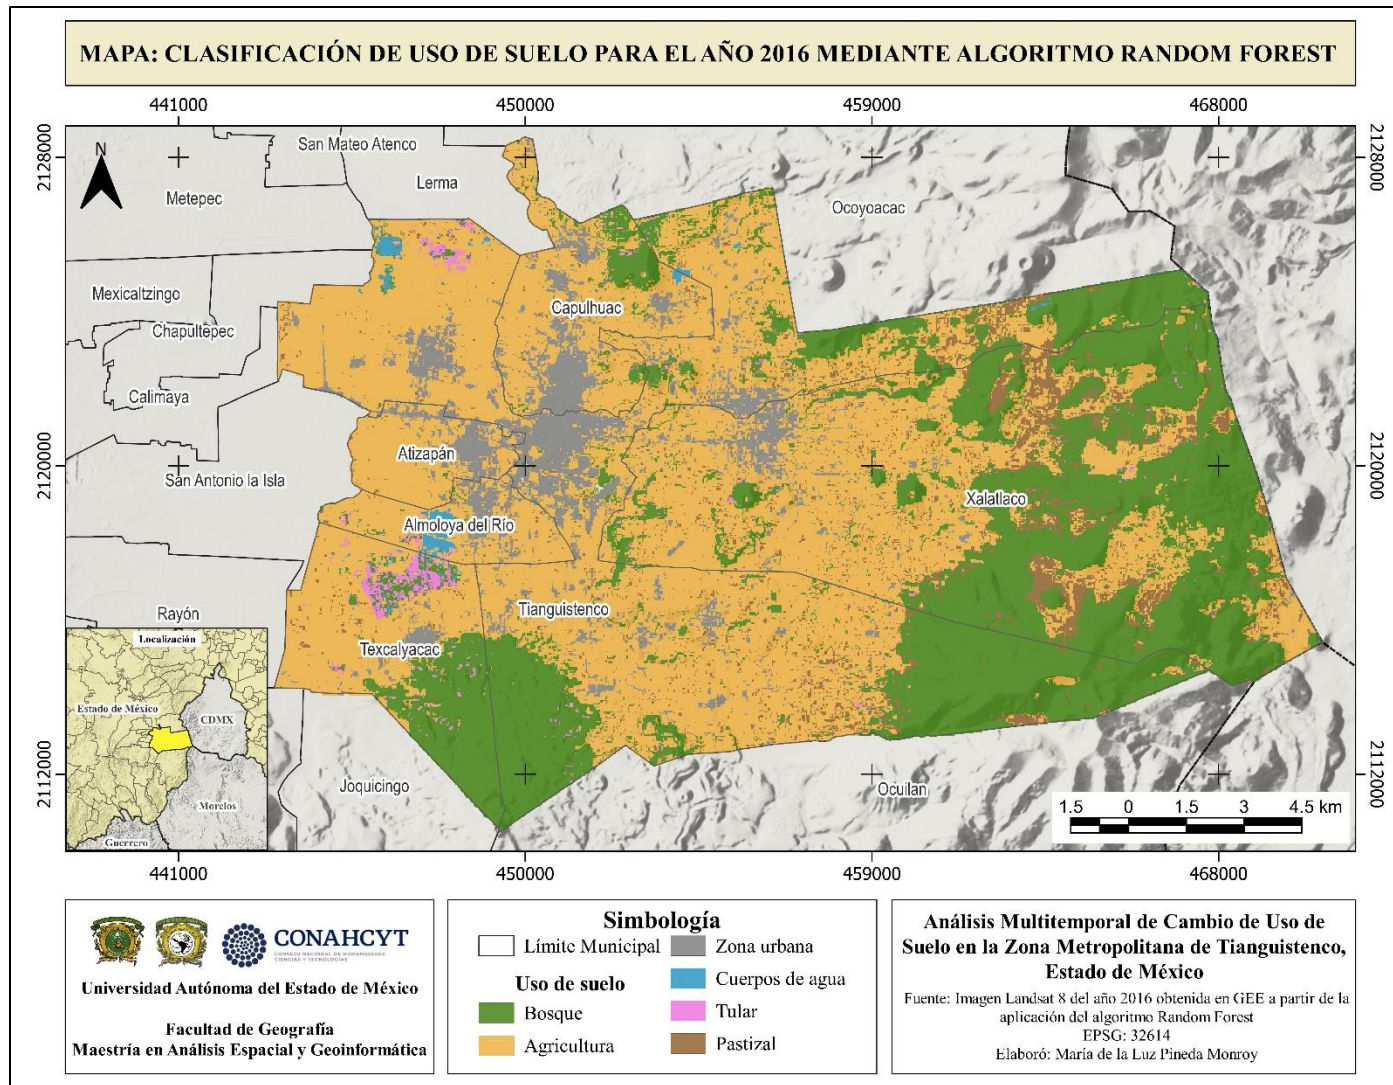 MAPA: CLASIFICACIÓN DE USO DE SUELO PARA EL AÑO 2016 MEDIANTE ALGORITMO RANDOM FOREST
441000
450000
459000
468000
2128000
2128000
N
San Mateo Atenco
Metepec
Lerma
Ocoyoacac
Mexicaltzingo
Capulhuac
Chapultepec
Calimaya
2120000
2120000
Atizapán
San Antonio la Isla
Xalatlaco
Almoloya del Río
Rayón
Tianguistenco
Texcalyacac
Localización
Estado de México
CDMX
Morelos
Guerrero
2112000
2112000
Joquicingo
Ocuilan
1.5 0 1.5 3 4.5 km
441000
450000
459000
468000
CONAHCYT
CONSEJO NACIONAL DE HUMANIDADES
CIENCIAS Y TECNOLOGÍAS
Universidad Autónoma del Estado de México
Facultad de Geografía
Maestría en Análisis Espacial y Geoinformática
Simbología
Límite Municipal
Uso de suelo
Bosque
Agricultura
Zona urbana
Cuerpos de agua
Tular
Pastizal
Análisis Multitemporal de Cambio de Uso de
Suelo en la Zona Metropolitana de Tianguistenco,
Estado de México
Fuente: Imagen Landsat 8 del año 2016 obtenida en GEE a partir de la
aplicación del algoritmo Random Forest
EPSG: 32614
Elaboró: María de la Luz Pineda Monroy